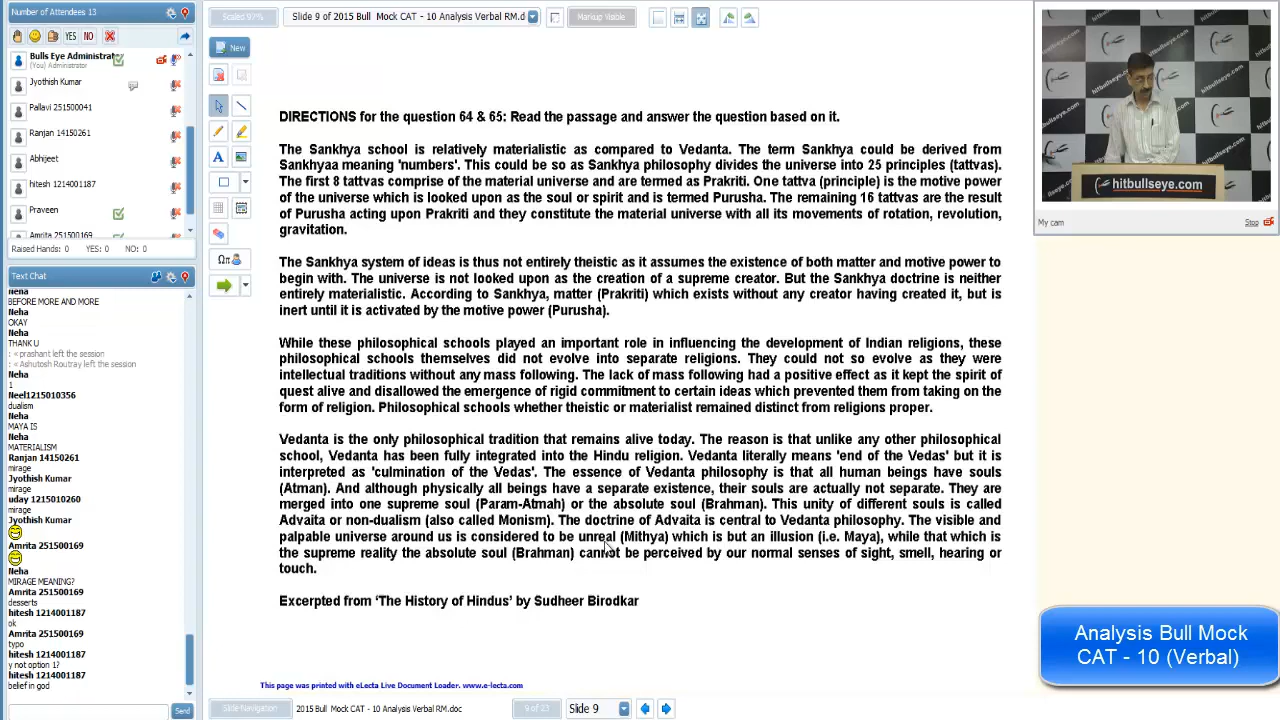 Number of Attendees 13
YES NO
Bulls Eye Administrat
(You) Administrator
Jyothish Kumar
Pallavi 251500041
Ranjan 14150261
Abhijeet
hitesh 1214001187
Praveen
Amrita 251500169
Raised Hands: 0 YES: 0 NO: 0
Text Chat
Neha
BEFORE MORE AND MORE
Neha
OKAY
Neha
THANK U
: « prashant left the session
: « Ashutosh Routray left the session
Neha
1
Neel1215010356
dualism
Neha
MAYA IS
Neha
MATERIALISM
Ranjan 14150261
mirage
Jyothish Kumar
mirage
uday 1215010260
mirage
Jyothish Kumar
Amrita 251500169
Neha
MIRAGE MEANING?
Amrita 251500169
desserts
hitesh 1214001187
ok
Amrita 251500169
typo
hitesh 1214001187
y not option 1?
hitesh 1214001187
belief in god
Send
Scaled 97%
Slide 9 of 2015 Bull Mock CAT - 10 Analysis Verbal RM.d
Markup Visible
New
DIRECTIONS for the question 64 & 65: Read the passage and answer the question based on it.
The Sankhya school is relatively materialistic as compared to Vedanta. The term Sankhya could be derived from
Sankhyaa meaning 'numbers'. This could be so as Sankhya philosophy divides the universe into 25 principles (tattvas).
The first 8 tattvas comprise of the material universe and are termed as Prakriti. One tattva (principle) is the motive power
of the universe which is looked upon as the soul or spirit and is termed Purusha. The remaining 16 tattvas are the result
of Purusha acting upon Prakriti and they constitute the material universe with all its movements of rotation, revolution,
gravitation.
The Sankhya system of ideas is thus not entirely theistic as it assumes the existence of both matter and motive power to
begin with. The universe is not looked upon as the creation of a supreme creator. But the Sankhya doctrine is neither
entirely materialistic. According to Sankhya, matter (Prakriti) which exists without any creator having created it, but is
inert until it is activated by the motive power (Purusha).
While these philosophical schools played an important role in influencing the development of Indian religions, these
philosophical schools themselves did not evolve into separate religions. They could not so evolve as they were
intellectual traditions without any mass following. The lack of mass following had a positive effect as it kept the spirit of
quest alive and disallowed the emergence of rigid commitment to certain ideas which prevented them from taking on the
form of religion. Philosophical schools whether theistic or materialist remained distinct from religions proper.
Vedanta is the only philosophical tradition that remains alive today. The reason is that unlike any other philosophical
school, Vedanta has been fully integrated into the Hindu religion. Vedanta literally means 'end of the Vedas' but it is
interpreted as 'culmination of the Vedas'. The essence of Vedanta philosophy is that all human beings have souls
(Atman). And although physically all beings have a separate existence, their souls are actually not separate. They are
merged into one supreme soul (Param-Atmah) or the absolute soul (Brahman). This unity of different souls is called
Advaita or non-dualism (also called Monism). The doctrine of Advaita is central to Vedanta philosophy. The visible and
palpable universe around us is considered to be unreal (Mithya) which is but an illusion (i.e. Maya), while that which is
the supreme reality the absolute soul (Brahman) cannot be perceived by our normal senses of sight, smell, hearing or
touch.
Excerpted from ‘The History of Hindus’ by Sudheer Birodkar
This page was printed with eLecta Live Document Loader. www.e-lecta.com
Slide Navigation
2015 Bull Mock CAT - 10 Analysis Verbal RM.doc
9 of 23
Slide 9
hitbullseye.com
My cam
Stop
Analysis Bull Mock
CAT - 10 (Verbal)